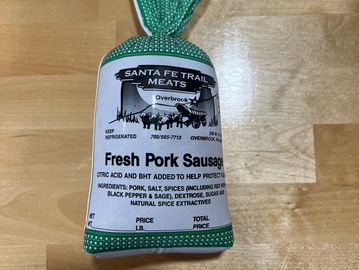 SANTA FE TRAIL
MEATS
Overbrook
KEEP
REFRIGERATED
785/665-7713
OVERBROOK,
Fresh Pork Sausage
CITRIC ACID AND BHT ADDED TO HELP PROTECT
INGREDIENTS: PORK, SALT, SPICES (INCLUDING RED
BLACK PEPPER & SAGE), DEXTROSE, SUGAR AND
NATURAL SPICE EXTRACTIVES
WT
PRICE
LB.
TOTAL
PRICE